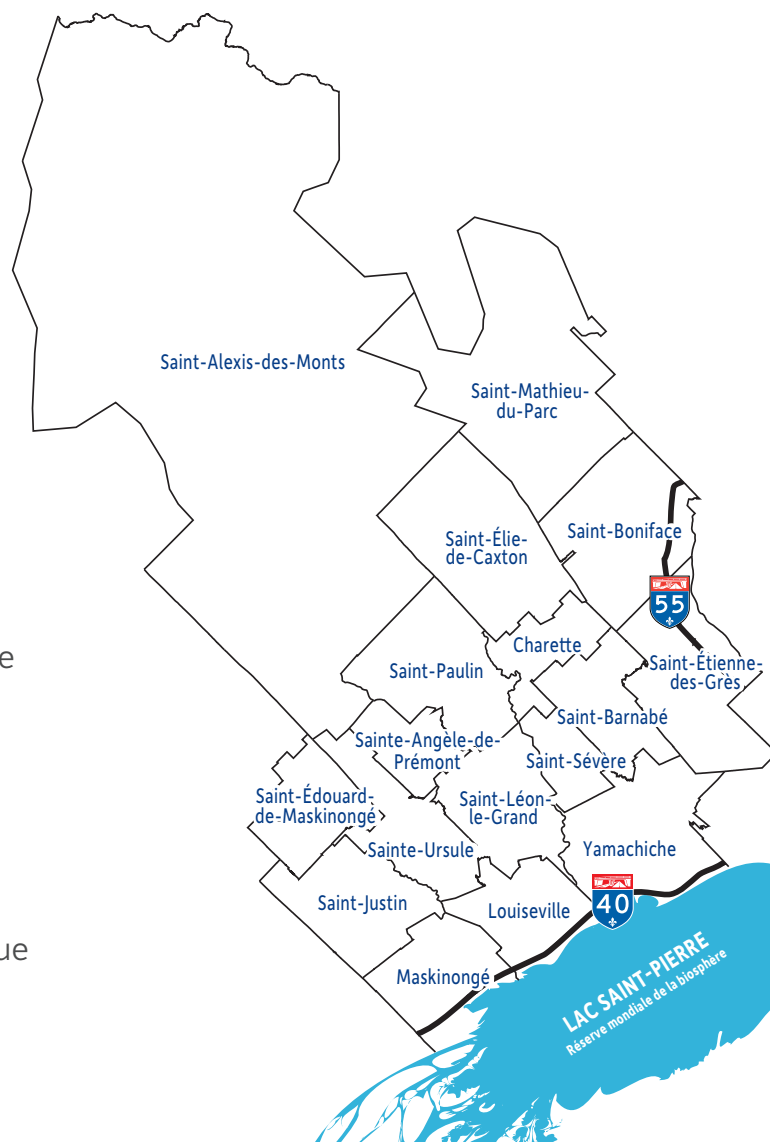 Saint-Alexis-des-Monts
Saint-Mathieu-
du-Parc
Saint-Boniface
Saint-Élie-
de-Caxton
55
Charette
e
Saint-Paulin
Saint-Étienne-
des-Grès
Saint-Barnabé
Sainte-Angèle-de-
Prémont
Saint-Sévère
Saint-Édouard-
de-Maskinongé
Saint-Léon-
le-Grand
Sainte-Ursule
Yamachiche
Saint-Justin
Louiseville
40
ue
Maskinongé
LAC SAINT-PIERRE
Réserve mondiale de la biosphère